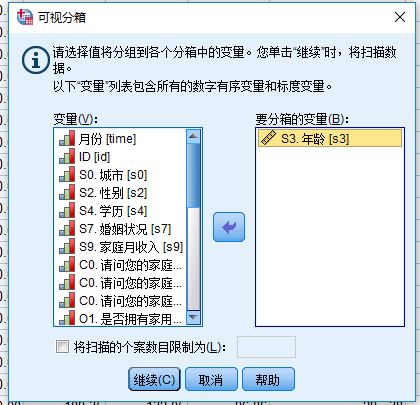 可视分箱
请选择值将分组到各个分箱中的变量。您单击“继续”时，将扫描数
据。
以下“变量”列表包含所有的数字有序变量和标度变量。
变量(V)：
要分箱的变量(B)：
月份 [time]
S3. 年龄 [s3]
ID [id]
S0. 城市 [s0]
S2. 性别 [s2]
S4. 学历 [s4]
S7. 婚姻状况 [s7]
S9. 家庭月收入 [s9]
C0. 请问您的家庭...
C0. 请问您的家庭...
C0. 请问您的家庭...
O1. 是否拥有家用...
将扫描的个案数目限制为(L)：
继续(C)
取消
帮助